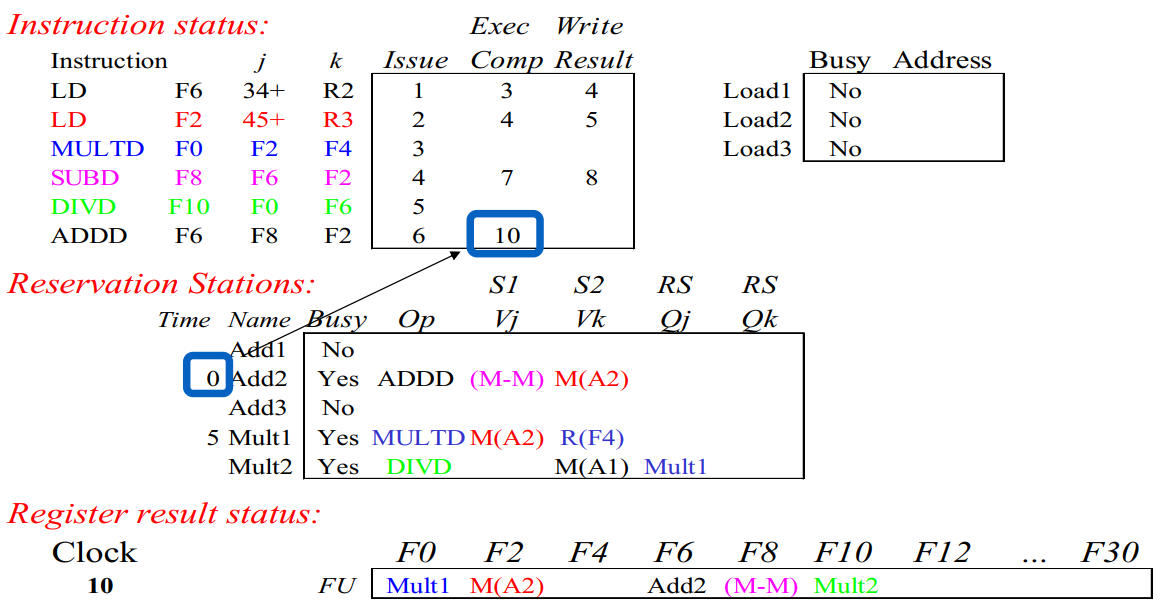 Instruction status: Exec Write
Instruction j k Issue Comp Result Busy Address
LD F6 34+ R2 1 3 4 Load1 No
LD F2 45+ R3 2 4 5 Load2 No
MULTD F0 F2 F4 3 Load3 No
SUBD F8 F6 F2 4 7 8
DIVD F10 F0 F6 5
ADDD F6 F8 F2 6 10
Reservation Stations: S1 S2 RS RS
Time Name Busy Op Vj Vk Qj Qk
Add1 No
0 Add2 Yes ADDD (M-M) M(A2)
Add3 No
5 Mult1 Yes MULTD M(A2) R(F4)
Mult2 Yes DIVD M(A1) Mult1
Register result status:
Clock F0 F2 F4 F6 F8 F10 F12 ... F30
10 FU Mult1 M(A2) Add2 (M-M) Mult2